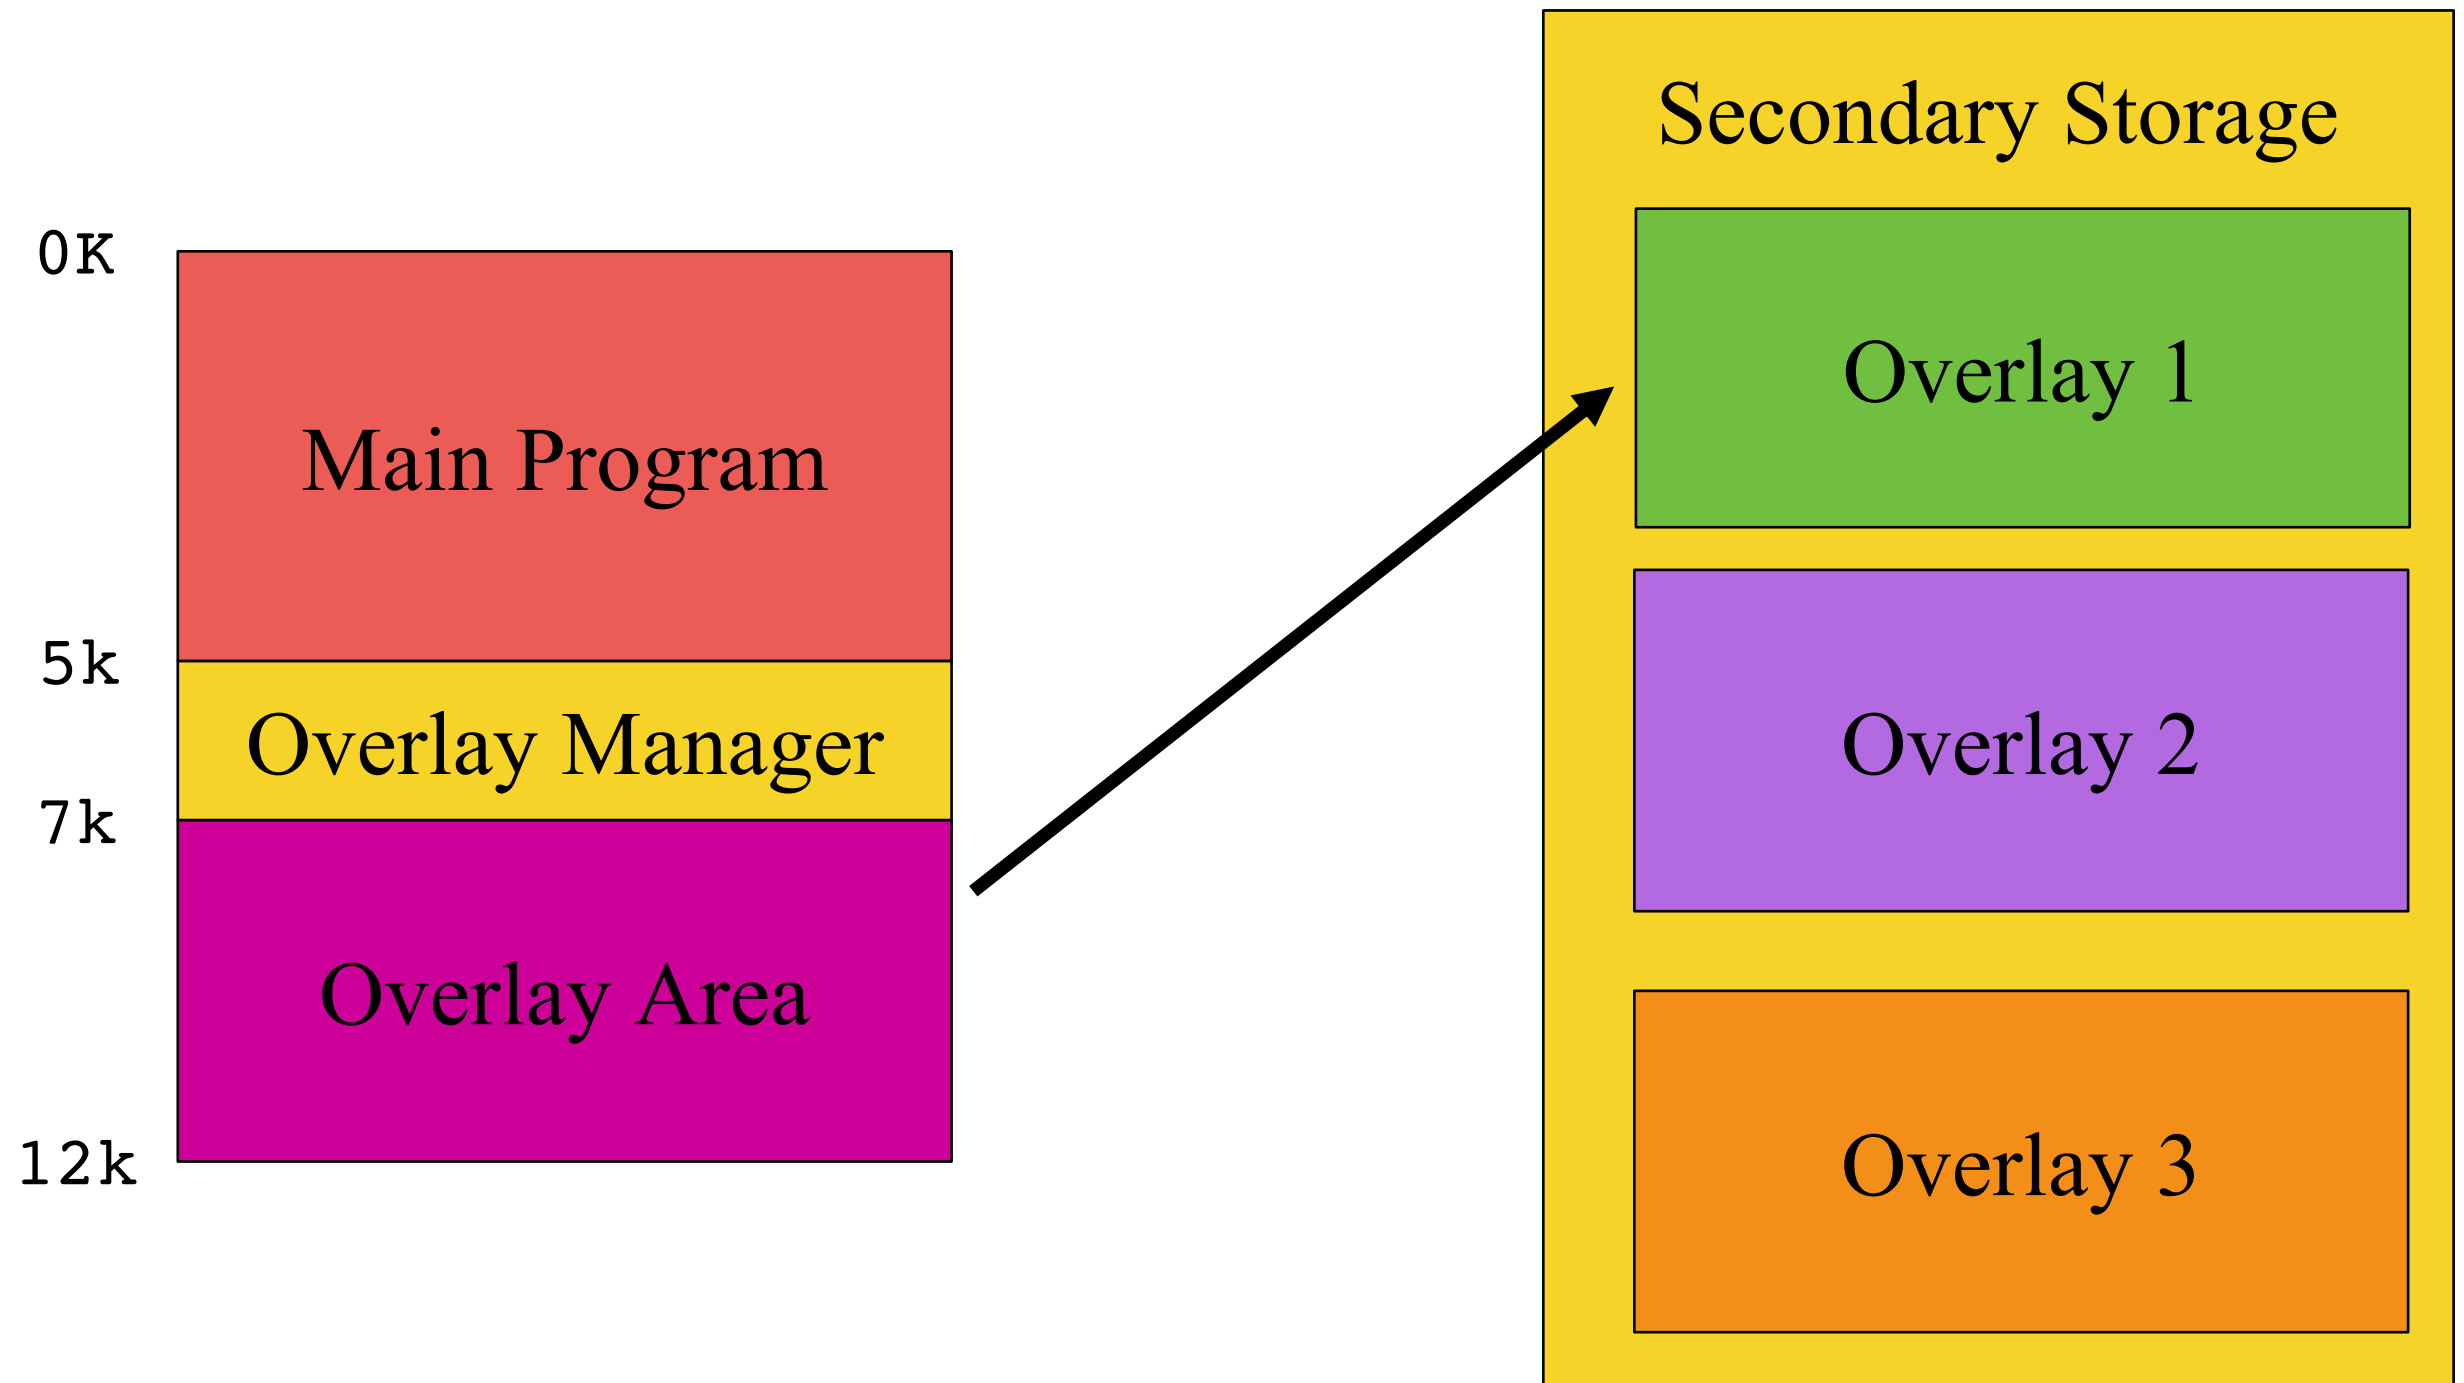 0K
Main Program
5k
Overlay Manager
7k
Overlay Area
12k
Secondary Storage
Overlay 1
Overlay 2
Overlay 3